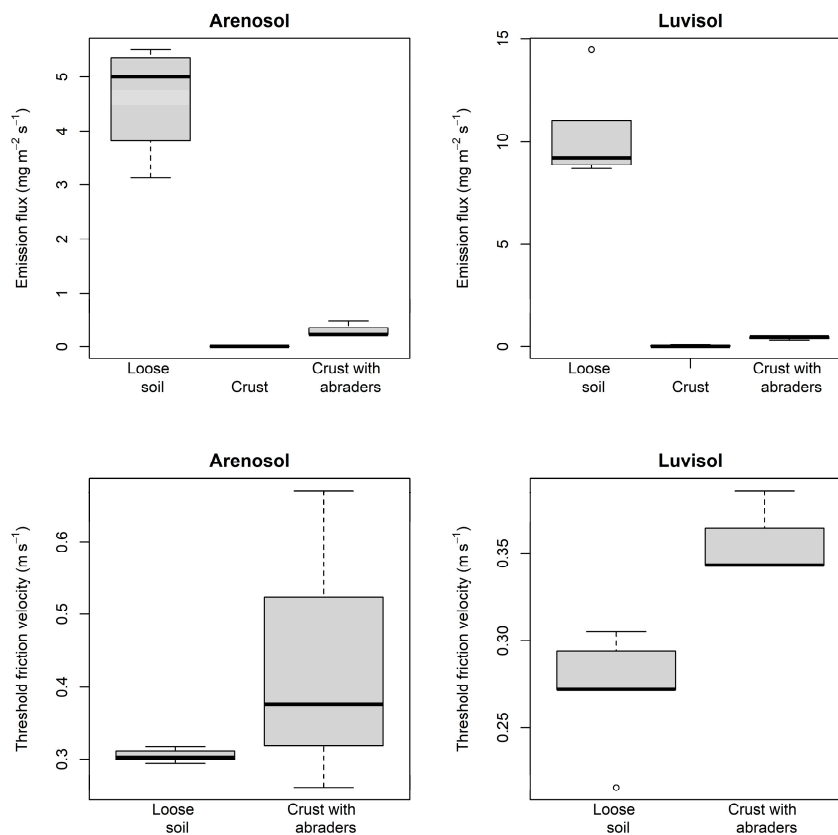 Arenosol
Emission flux (mg m⁻² s⁻¹)
5
4
3
2
1
0
Loose
soil
Crust
Crust with
abraders
Luvisol
Emission flux (mg m⁻² s⁻¹)
15
10
5
0
Loose
soil
Crust
Crust with
abraders
Arenosol
Threshold friction velocity (m s⁻¹)
0.6
0.5
0.4
0.3
Loose
soil
Crust with
abraders
Luvisol
Threshold friction velocity (m s⁻¹)
0.35
0.30
0.25
Loose
soil
Crust with
abraders